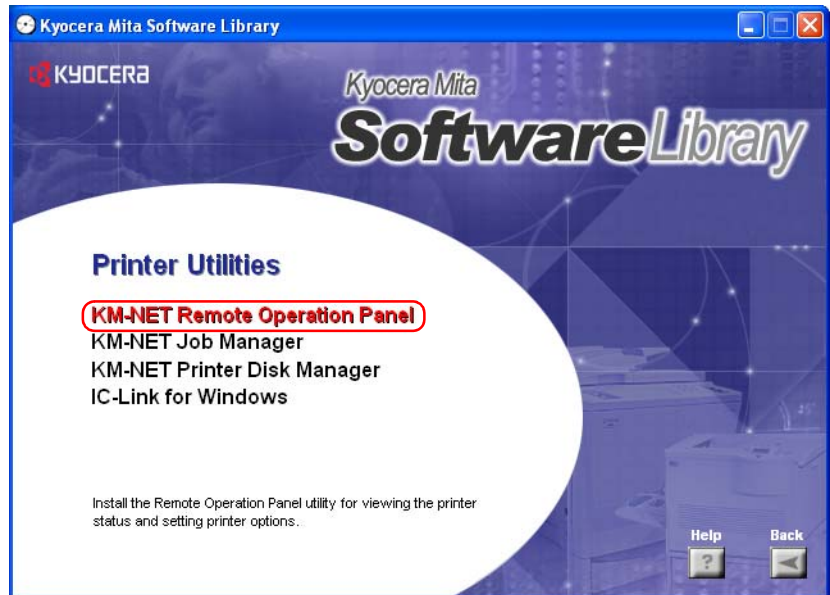 Kyocera Mita Software Library
KYOCERA
Kyocera Mita
SoftwareLibrary
Printer Utilities
KM-NET Remote Operation Panel
KM-NET Job Manager
KM-NET Printer Disk Manager
IC-Link for Windows
Install the Remote Operation Panel utility for viewing the printer
status and setting printer options.
Help Back
?